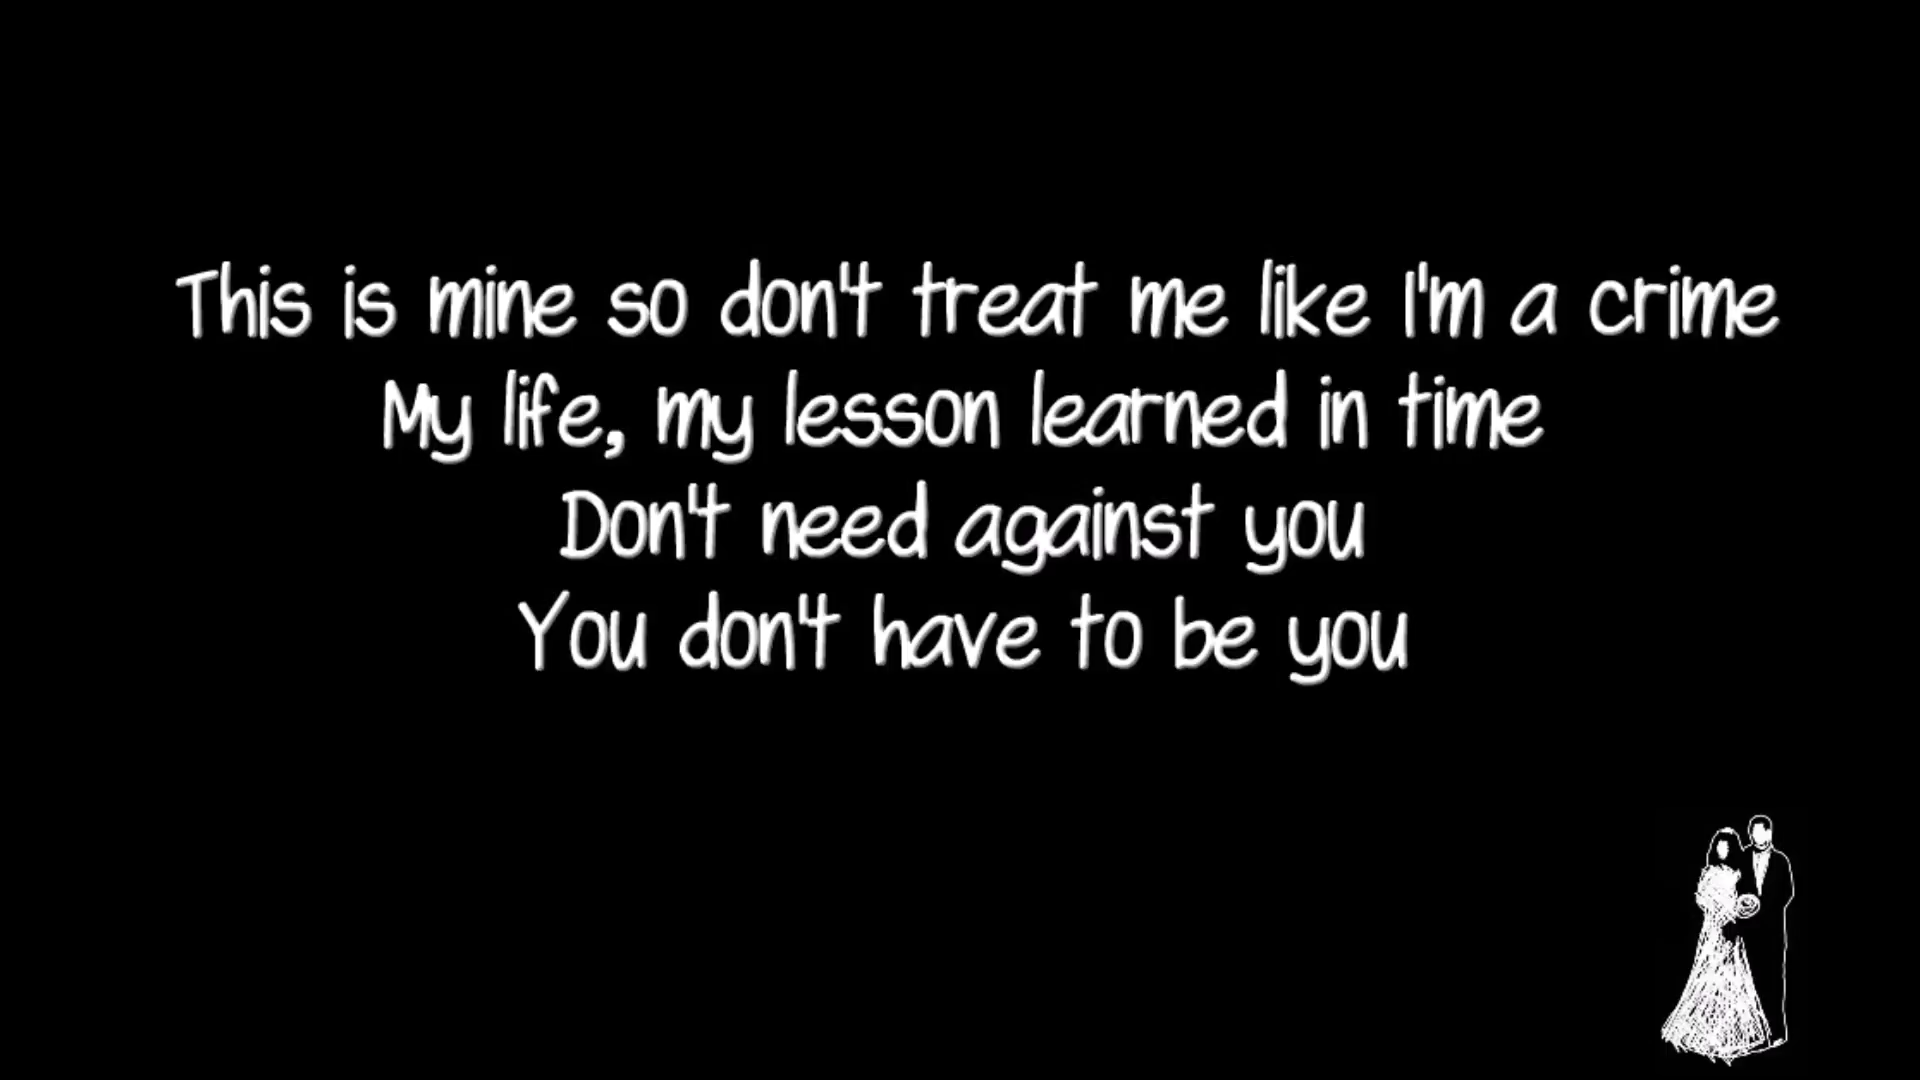 This is mine so don't treat me like I'm a crime
My life, my lesson learned in time
Don't need against you
You don't have to be you